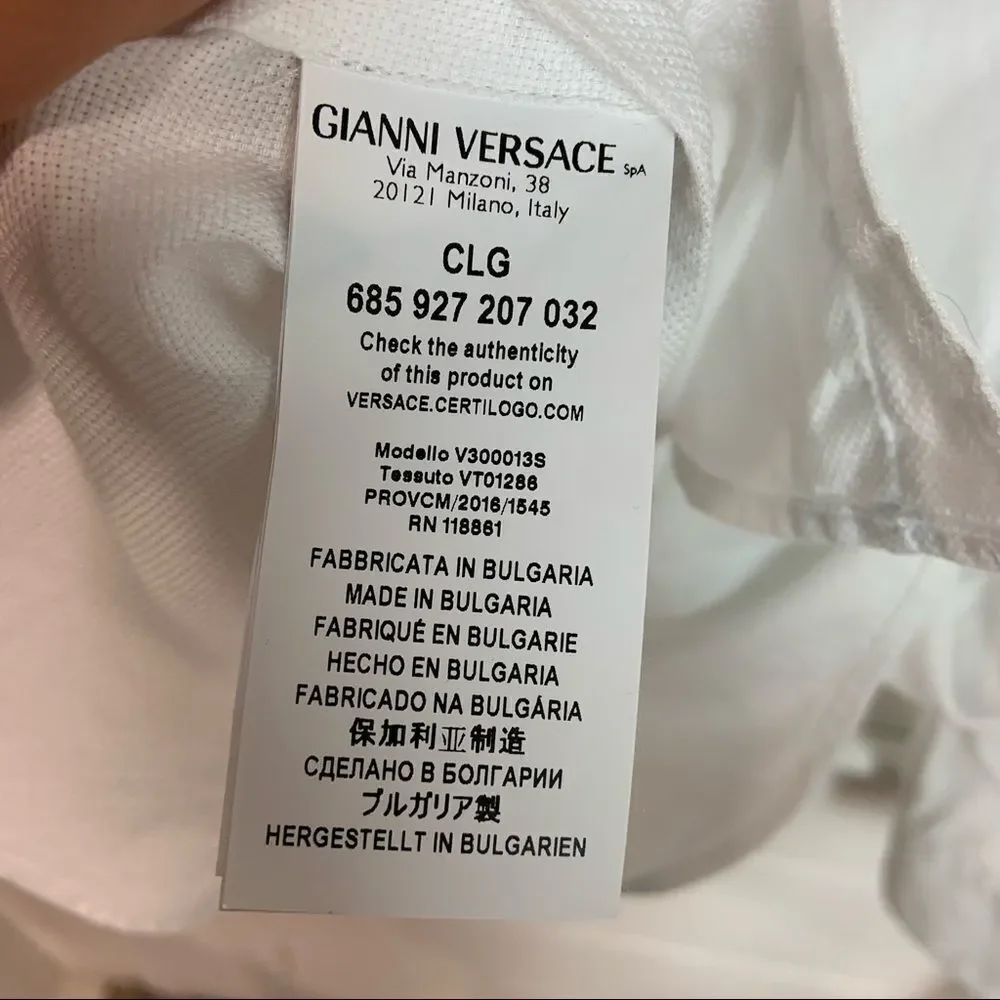 GIANNI VERSACE SpA
Via Manzoni, 38
20121 Milano, Italy
CLG
685 927 207 032
Check the authenticity
of this product on
VERSACE.CERTILOGO.COM
Modello V300013S
Tessuto VT01286
PROVCM/2016/1545
RN 118861
FABBRICATA IN BULGARIA
MADE IN BULGARIA
FABRIQUÉ EN BULGARIE
HECHO EN BULGARIA
FABRICADO NA BULGÁRIA
保加利亚制造
СДЕЛАНО В БОЛГАРИИ
ブルガリア製
HERGESTELLT IN BULGARIEN